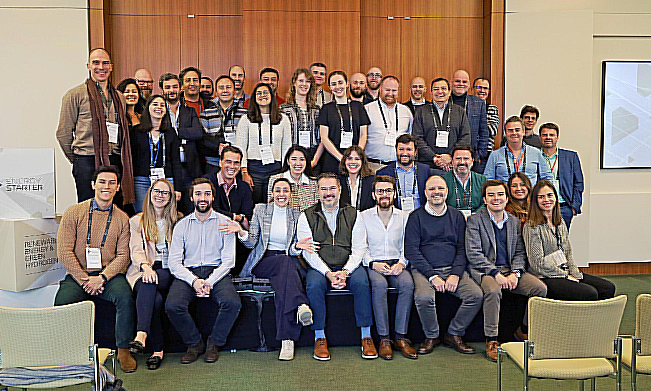 ENERGY
STARTER
RENEWABLE
ENERGY &
GREEN
HYDROGEN